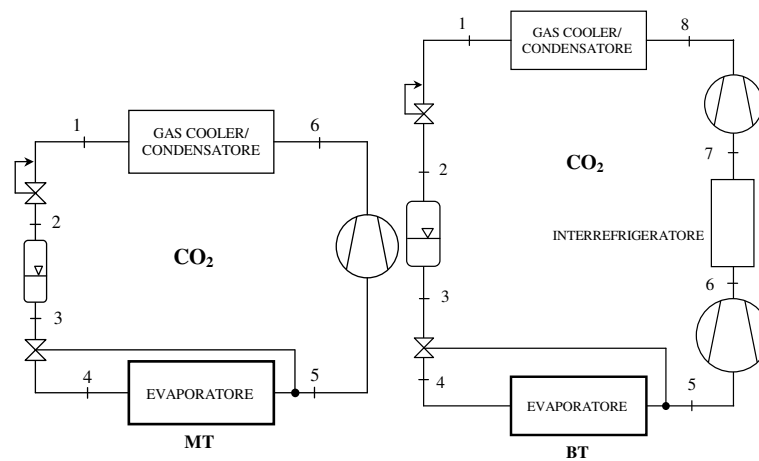 1
GAS COOLER/
CONDENSATORE
6
2
CO₂
3
4
EVAPORATORE
5
MT
1
GAS COOLER/
CONDENSATORE
8
7
CO₂
2
INTERREFRIGERATORE
3
6
4
EVAPORATORE
5
BT